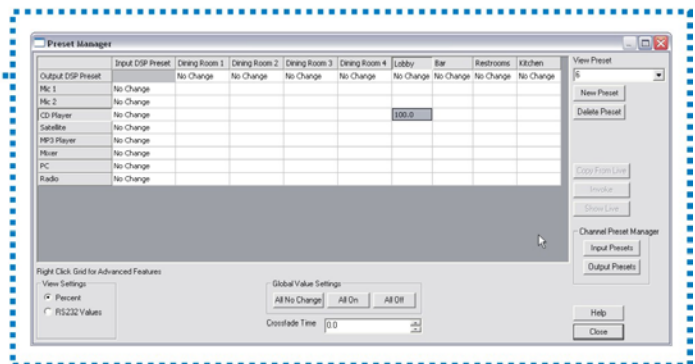 Preset Manager
Input DSP Preset Dining Room 1 Dining Room 2 Dining Room 3 Dining Room 4 Lobby Bar Restrooms Kitchen
Output DSP Preset No Change No Change No Change No Change No Change No Change No Change No Change
Mic 1 No Change
Mic 2 No Change
CD Player No Change 100.0
Satellite No Change
MP3 Player No Change
Mixer No Change
PC No Change
Radio No Change
View Preset
6
New Preset
Delete Preset
Copy From Live
Invoke
Show Live
Channel Preset Manager
Input Presets
Output Presets
Right Click Grid for Advanced Features
View Settings
Percent
RS232 Values
Global Value Settings
All No Change All On All Off
Crossfade Time 0.0
Help
Close